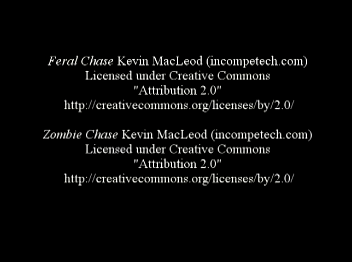 Feral Chase Kevin MacLeod (incompetech.com)
Licensed under Creative Commons
"Attribution 2.0"
http://creativecommons.org/licenses/by/2.0/
Zombie Chase Kevin MacLeod (incompetech.com)
Licensed under Creative Commons
"Attribution 2.0"
http://creativecommons.org/licenses/by/2.0/